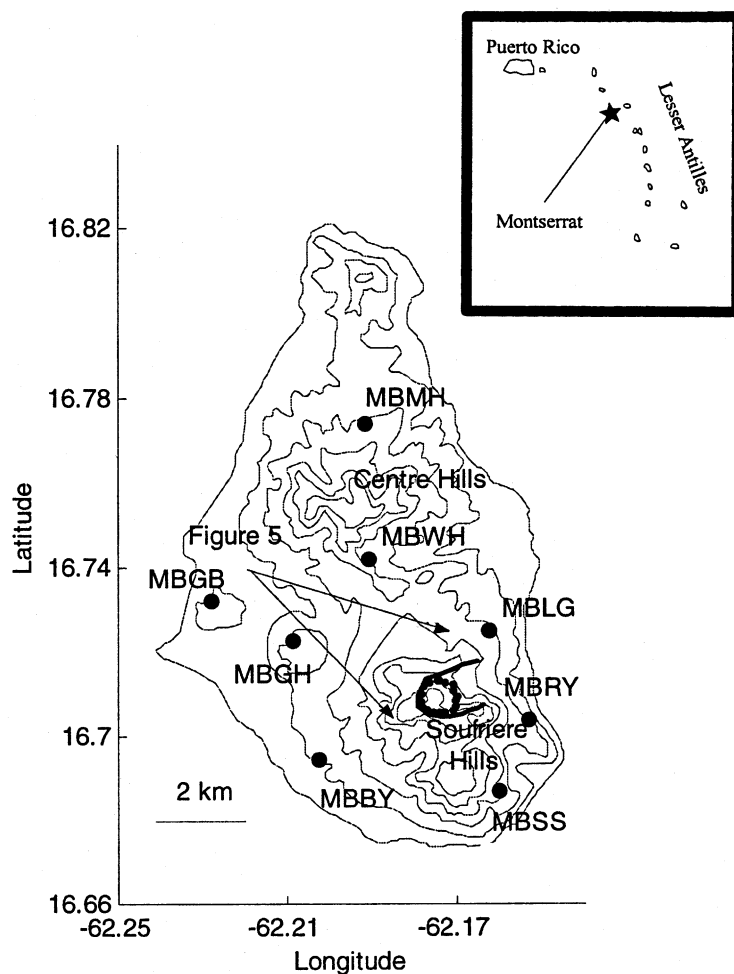 Puerto Rico
Lesser Antilles
Montserrat
16.82
16.78
16.74
16.7
16.66
Latitude
MBMH
Centre Hills
Figure 5
MBWH
MBGB
MBLG
MBGH
MBRY
Soufriere
Hills
2 km
MBBY
MBSS
-62.25
-62.21
-62.17
Longitude